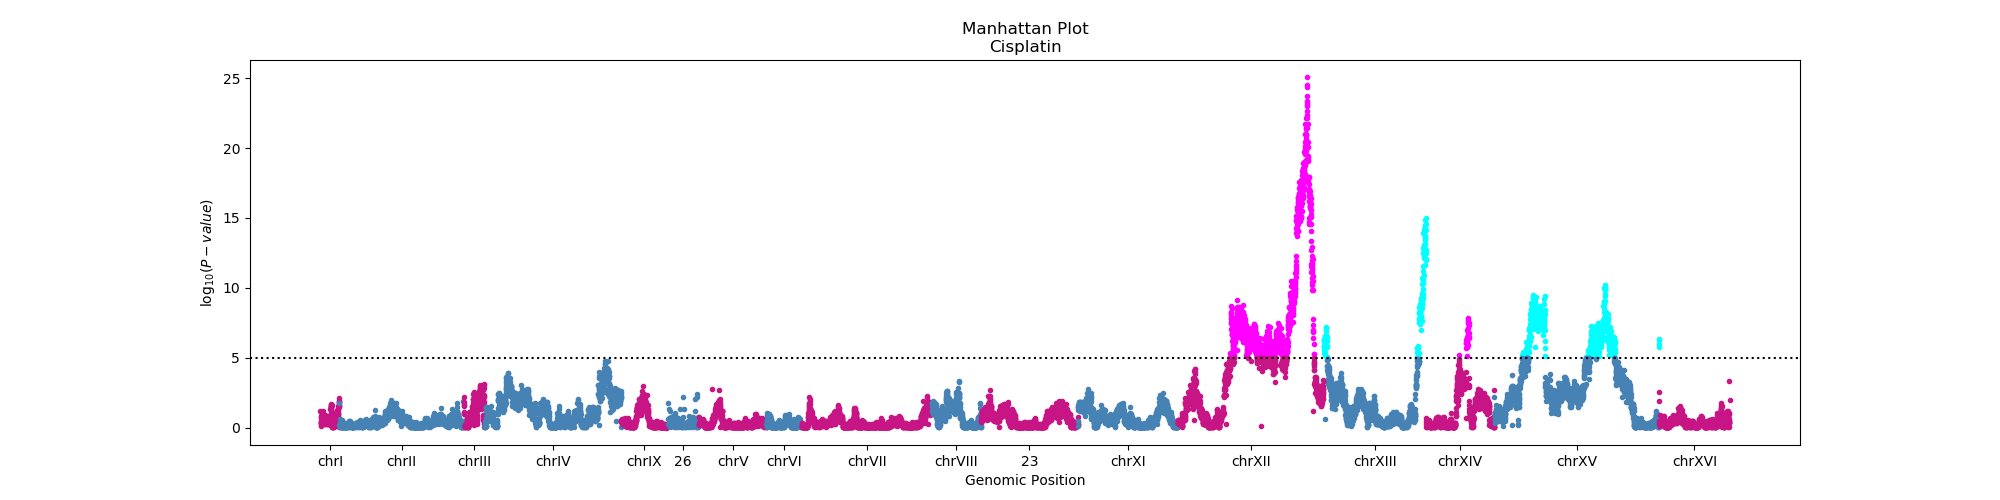 Manhattan Plot
Cisplatin
25
20
15
10
5
0
log₁₀(P − value)
chrI chrII chrIII chrIV chrIX 26 chrV chrVI chrVII chrVIII 23 chrXI chrXII chrXIII chrXIV chrXV chrXVI
Genomic Position